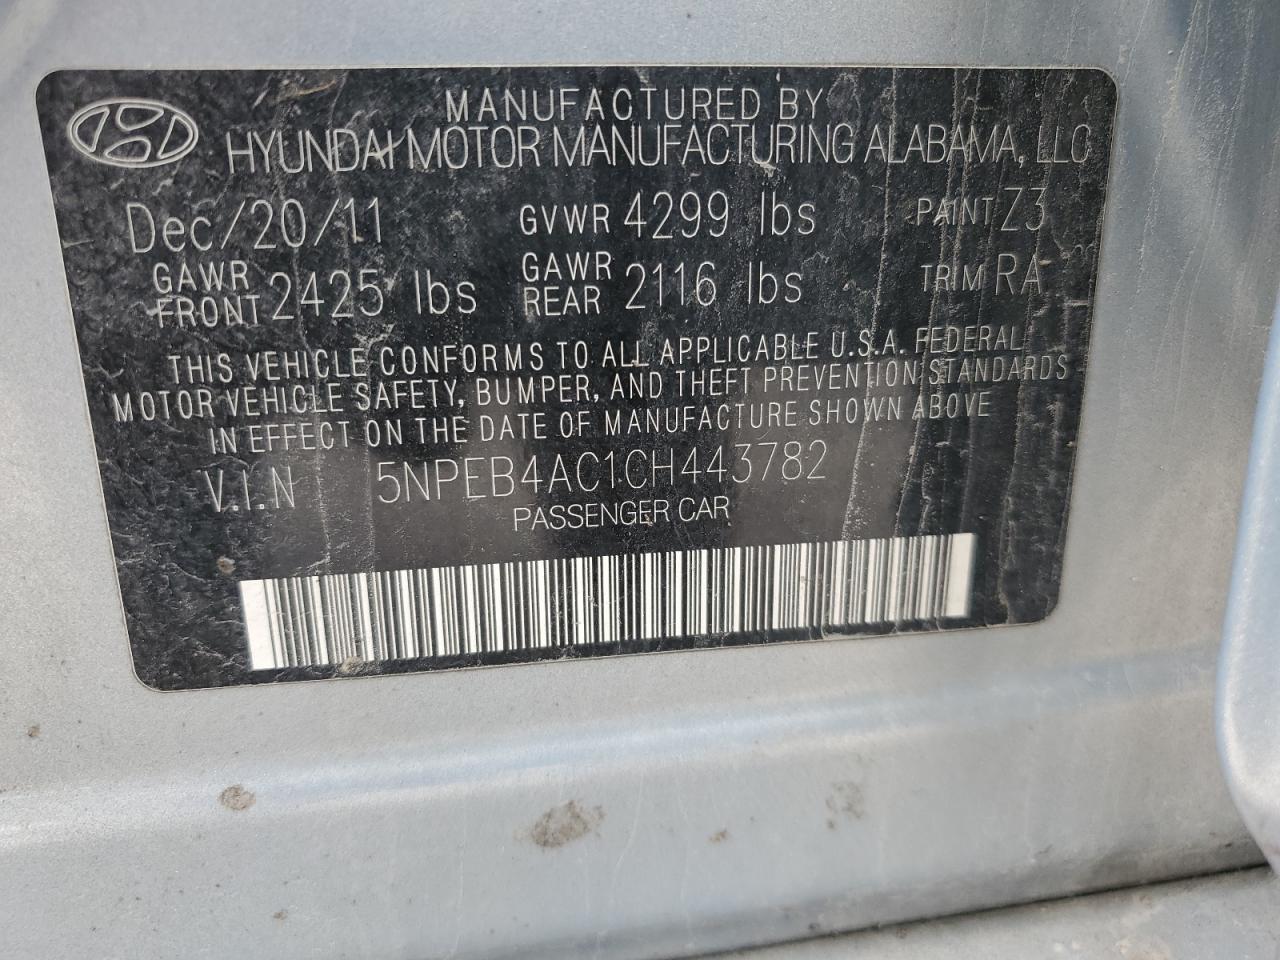 MANUFACTURED BY
HYUNDAI MOTOR MANUFACTURING ALABAMA, LLC
Dec/20/11 GVWR 4299 lbs PAINT Z3
GAWR FRONT 2425 lbs GAWR REAR 2116 lbs TRIM RA
THIS VEHICLE CONFORMS TO ALL APPLICABLE U.S.A. FEDERAL
MOTOR VEHICLE SAFETY, BUMPER, AND THEFT PREVENTION STANDARDS
IN EFFECT ON THE DATE OF MANUFACTURE SHOWN ABOVE
V.I.N 5NPEB4AC1CH443782
PASSENGER CAR